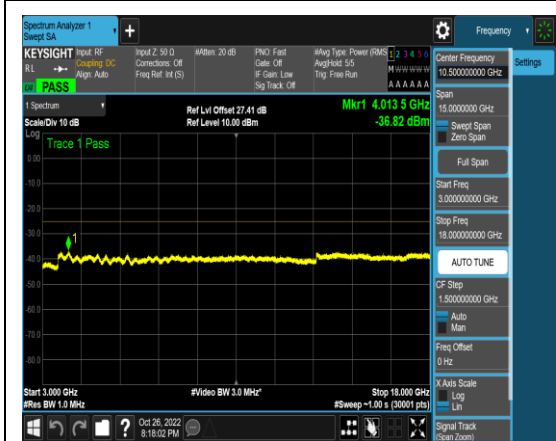 Spectrum Analyzer 1
Swept SA
+
Frequency
KEYSIGHT Input: RF
RL
Coupling: DC
Align: Auto
PASS
Input Z: 50 Ω
Corrections: Off
Freq Ref: Int (S)
#Atten: 20 dB
PNO: Fast
Gate: Off
IF Gain: Low
Sig Track: Off
#Avg Type: Power (RMS)
Avg|Hold: 5/5
Trig: Free Run
1 2 3 4 5 6
M W W W W W
A A A A A A
1 Spectrum
Scale/Div 10 dB
Ref Lvl Offset 27.41 dB
Ref Level 10.00 dBm
Mkr1 4.013 5 GHz
-36.82 dBm
Log
Trace 1 Pass
0.00
-10.0
-20.0
-30.0
1
-40.0
-50.0
-60.0
-70.0
-80.0
Start 3.000 GHz
#Res BW 1.0 MHz
#Video BW 3.0 MHz*
Stop 18.000 GHz
#Sweep ~1.00 s (30001 pts)
Oct 26, 2022
8:18:02 PM
Center Frequency
10.500000000 GHz
Settings
Span
15.0000000 GHz
Swept Span
Zero Span
Full Span
Start Freq
3.000000000 GHz
Stop Freq
18.000000000 GHz
AUTO TUNE
CF Step
1.500000000 GHz
Auto
Man
Freq Offset
0 Hz
X Axis Scale
Log
Lin
Signal Track
(Span Zoom)